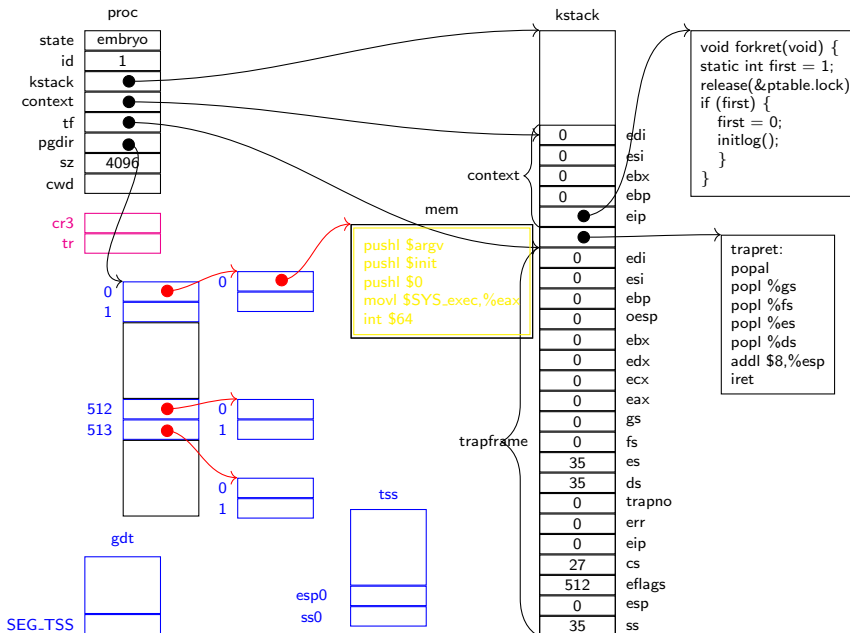 proc
state embryo
id 1
kstack
context
tf
pgdir
sz 4096
cwd
cr3
tr
0
1
512
513
0
0
1
0
1
gdt
SEG_TSS
mem
pushl $argv
pushl $init
pushl $0
movl $SYS_exec,%eax
int $64
tss
esp0
ss0
kstack
context
0 edi
0 esi
0 ebx
0 ebp
eip
trapframe
0 edi
0 esi
0 ebp
0 oesp
0 ebx
0 edx
0 ecx
0 eax
0 gs
0 fs
35 es
35 ds
0 trapno
0 err
0 eip
27 cs
512 eflags
0 esp
35 ss
void forkret(void) {
static int first = 1;
release(&ptable.lock)
if (first) {
first = 0;
initlog();
}
}
trapret:
popal
popl %gs
popl %fs
popl %es
popl %ds
addl $8,%esp
iret